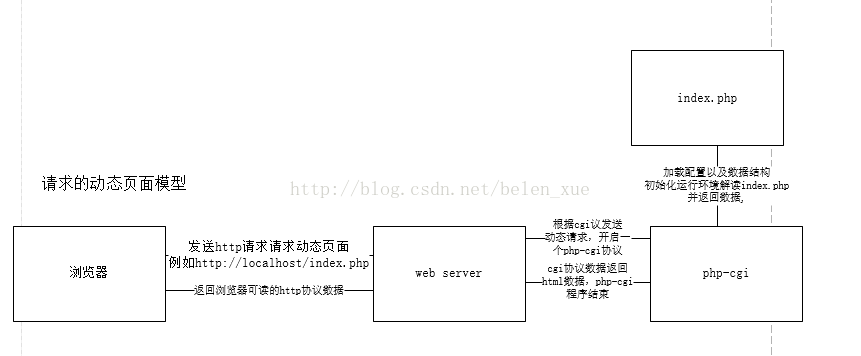 index.php
加载配置以及数据结构
初始化运行环境解读index.php
并返回数据,
请求的动态页面模型
http://blog.csdn.net/belen_xue
浏览器
发送http请求请求动态页面
例如http://localhost/index.php
返回浏览器可读的http协议数据
web server
根据cgi议发送
动态请求，开启一
个php-cgi协议
cgi协议数据返回
html数据，php-cgi
程序结束
php-cgi